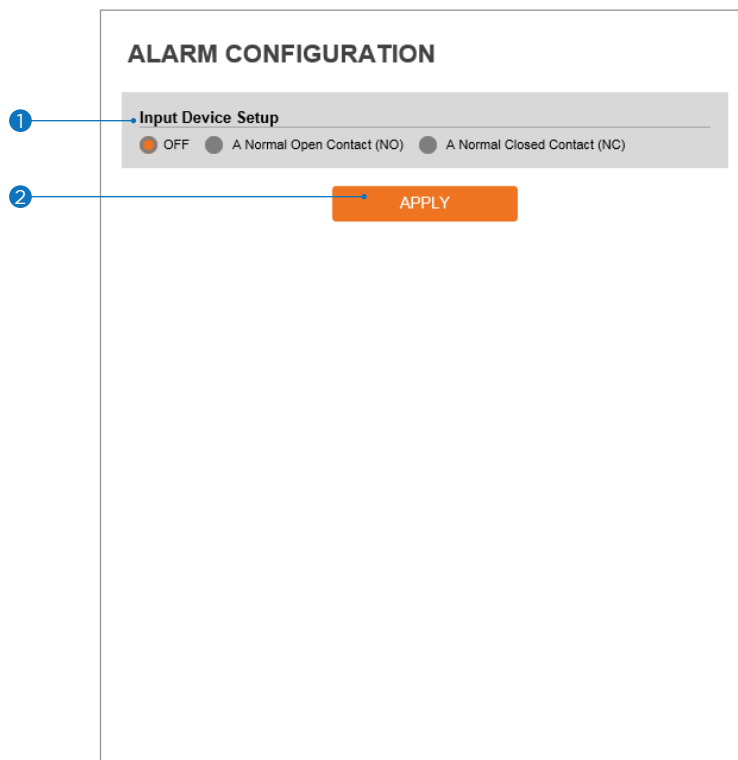 ALARM CONFIGURATION
1
Input Device Setup
OFF A Normal Open Contact (NO) A Normal Closed Contact (NC)
2
APPLY